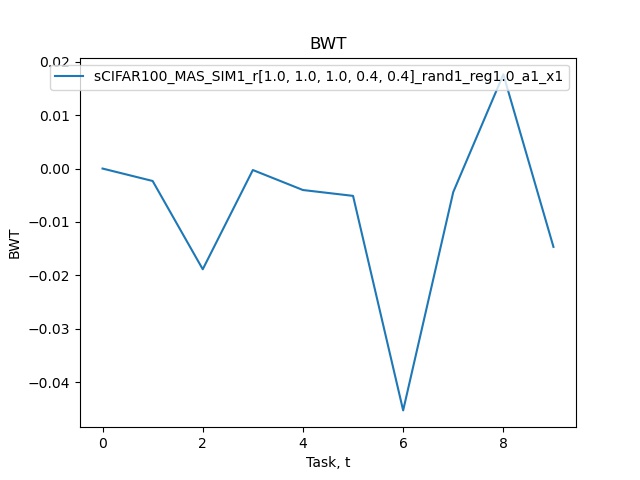 BWT
sCIFAR100_MAS_SIM1_r[1.0, 1.0, 1.0, 0.4, 0.4]_rand1_reg1.0_a1_x1
0.02
0.01
0.00
−0.01
−0.02
−0.03
−0.04
BWT
0 2 4 6 8
Task, t